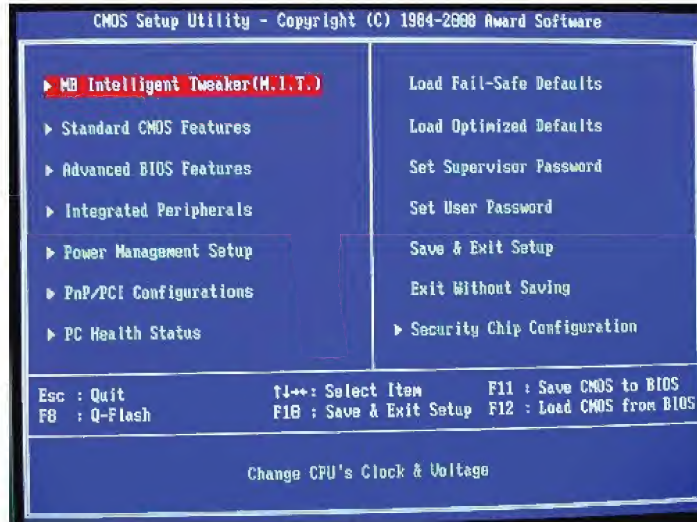 CMOS Setup Utility - Copyright (C) 1984-2008 Award Software
▶ MB Intelligent Tweaker(M.I.T.)
▶ Standard CMOS Features
▶ Advanced BIOS Features
▶ Integrated Peripherals
▶ Power Management Setup
▶ PnP/PCI Configurations
▶ PC Health Status
Load Fail-Safe Defaults
Load Optimized Defaults
Set Supervisor Password
Set User Password
Save & Exit Setup
Exit Without Saving
▶ Security Chip Configuration
Esc : Quit
F8 : Q-Flash
↑↓→←: Select Item
F10 : Save & Exit Setup
F11 : Save CMOS to BIOS
F12 : Load CMOS from BIOS
Change CPU's Clock & Voltage